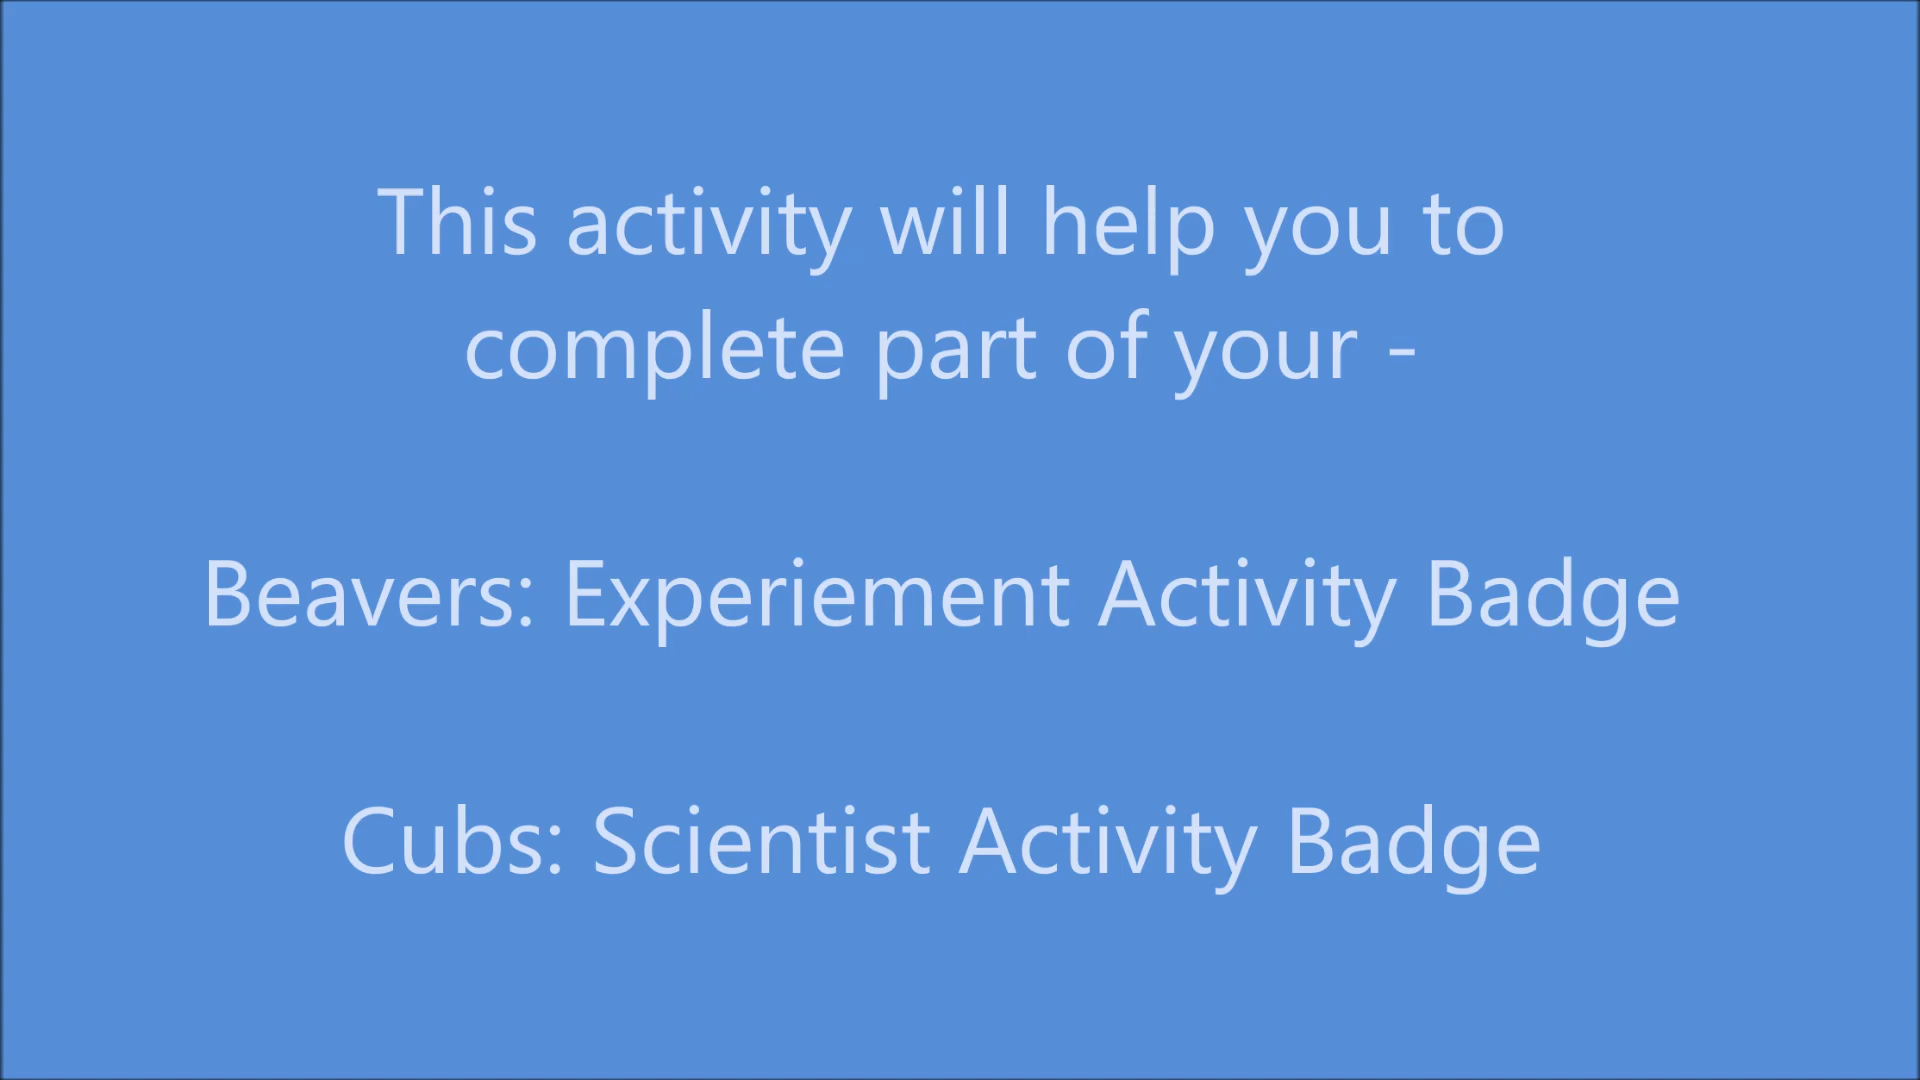 This activity will help you to
complete part of your -
Beavers: Experiement Activity Badge
Cubs: Scientist Activity Badge